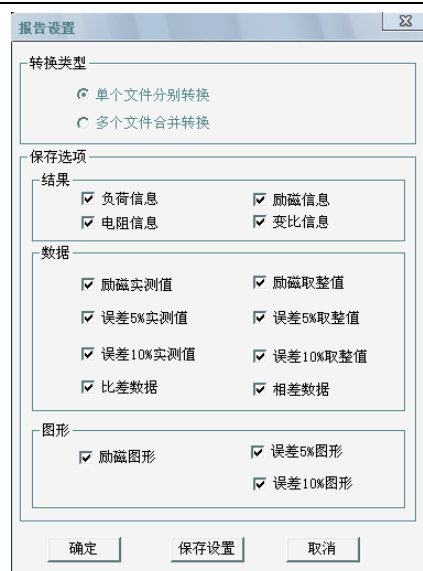 报告设置
转换类型
单个文件分别转换
多个文件合并转换
保存选项
结果
负荷信息 励磁信息
电阻信息 变比信息
数据
励磁实测值 励磁取整值
误差5%实测值 误差5%取整值
误差10%实测值 误差10%取整值
比差数据 相差数据
图形
励磁图形 误差5%图形
误差10%图形
确定 保存设置 取消